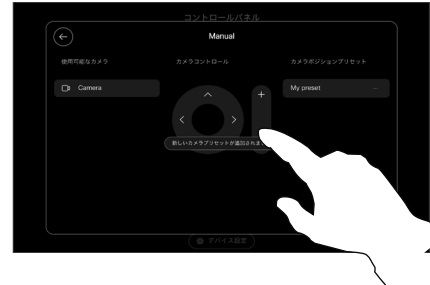 コントロールパネル
Manual
使用可能なカメラ
カメラコントロール
カメラポジションプリセット
Camera
My preset
新しいカメラプリセットが追加されま
デバイス設定